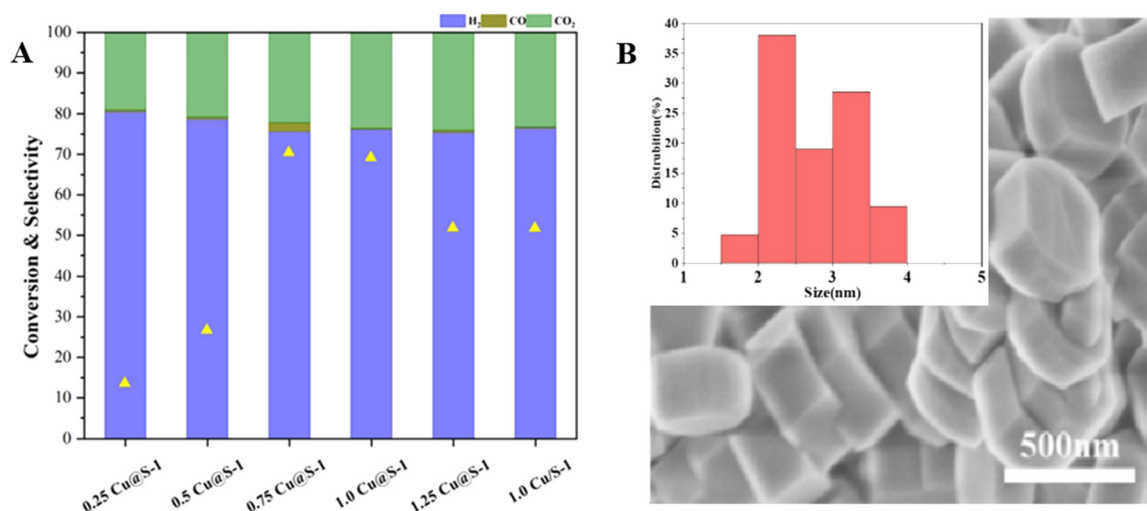 H₂ CO CO₂
A
Conversion & Selectivity
100
90
80
70
60
50
40
30
20
10
0
0.25 Cu@S-1
0.5 Cu@S-1
0.75 Cu@S-1
1.0 Cu@S-1
1.25 Cu@S-1
1.0 Cu/S-1
B
Distrubition(%)
40
35
30
25
20
15
10
5
0
1 2 3 4 5
Size(nm)
500nm